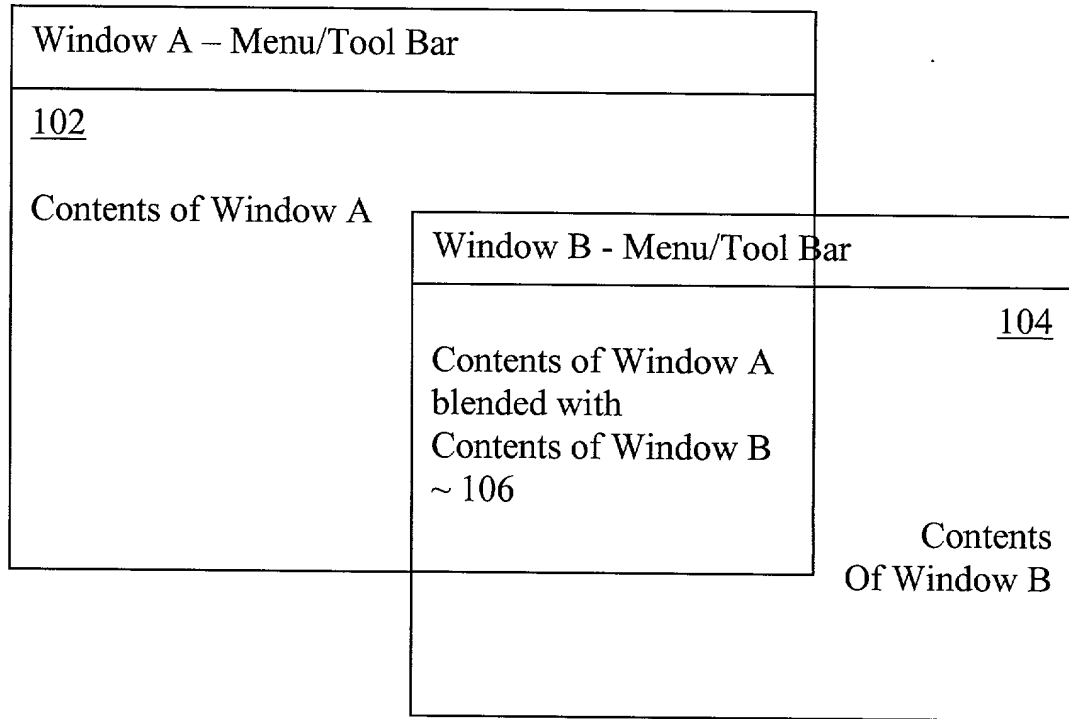 Window A – Menu/Tool Bar
102
Contents of Window A
Window B - Menu/Tool Bar
104
Contents of Window A
blended with
Contents of Window B
~ 106
Contents
Of Window B